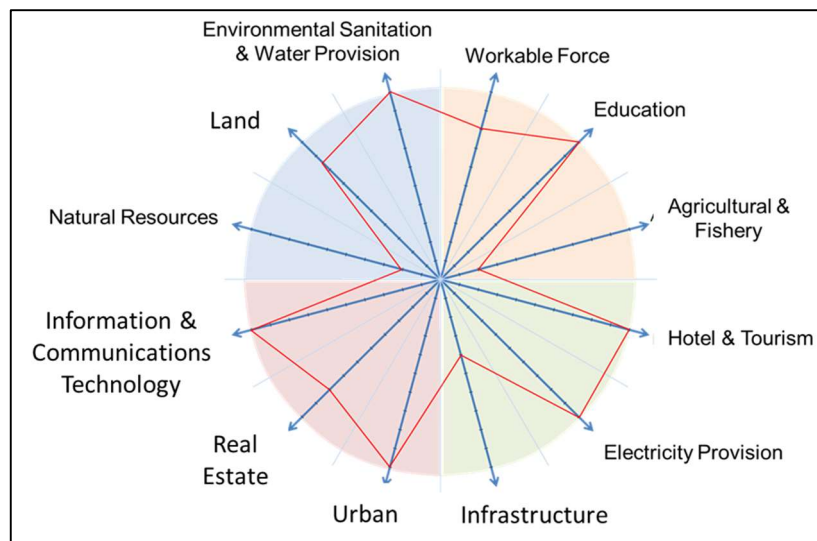 Environmental Sanitation
& Water Provision
Workable Force
Land
Education
Natural Resources
Agricultural &
Fishery
Information &
Communications
Technology
Hotel & Tourism
Real
Estate
Electricity Provision
Urban
Infrastructure